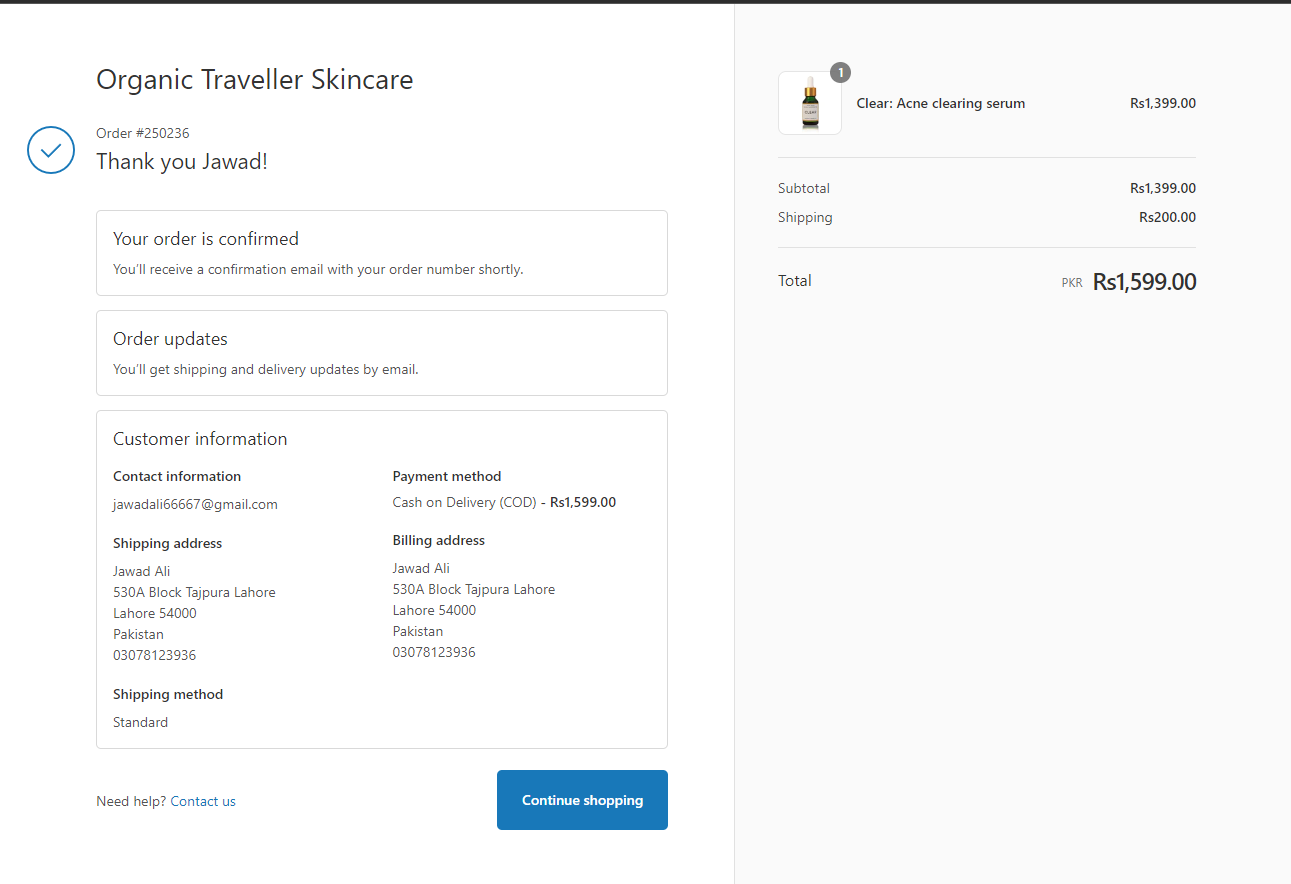 Organic Traveller Skincare
Order #250236
Thank you Jawad!
Your order is confirmed
You'll receive a confirmation email with your order number shortly.
Order updates
You'll get shipping and delivery updates by email.
Customer information
Contact information
jawadali66667@gmail.com
Shipping address
Jawad Ali
530A Block Tajpura Lahore
Lahore 54000
Pakistan
03078123936
Shipping method
Standard
Payment method
Cash on Delivery (COD) - Rs1,599.00
Billing address
Jawad Ali
530A Block Tajpura Lahore
Lahore 54000
Pakistan
03078123936
Need help? Contact us
Continue shopping
1
CLEAR
Clear: Acne clearing serum Rs1,399.00
Subtotal Rs1,399.00
Shipping Rs200.00
Total PKR Rs1,599.00